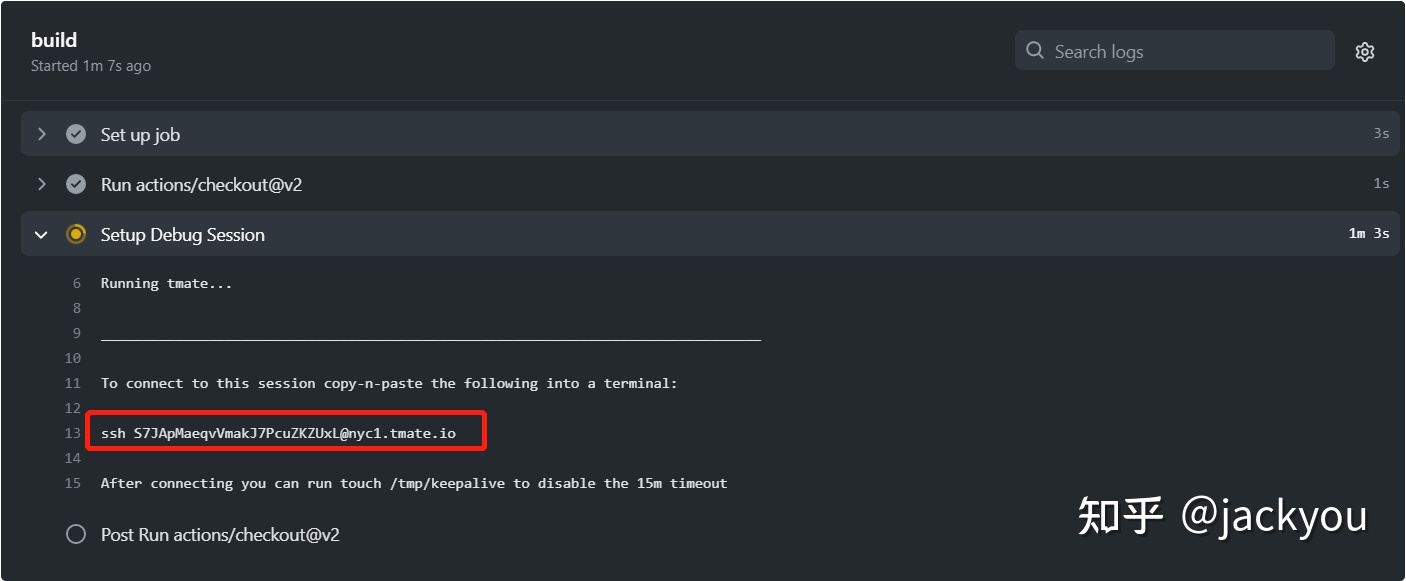 build
Started 1m 7s ago
Search logs
Set up job 3s
Run actions/checkout@v2 1s
Setup Debug Session 1m 3s
6 Running tmate...
8
9
10
11 To connect to this session copy-n-paste the following into a terminal:
12
13 ssh S7JApMaeqvVmakJ7PcuZKZUxL@nyc1.tmate.io
14
15 After connecting you can run touch /tmp/keepalive to disable the 15m timeout
Post Run actions/checkout@v2
知乎 @jackyou